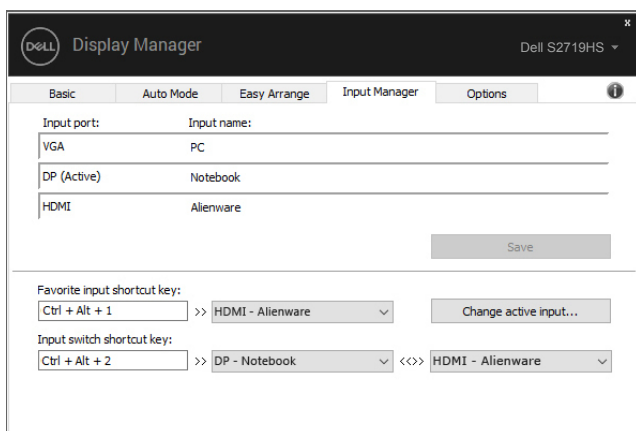 x
DELL Display Manager Dell S2719HS
Basic Auto Mode Easy Arrange Input Manager Options i
Input port: Input name:
VGA PC
DP (Active) Notebook
HDMI Alienware
Save
Favorite input shortcut key:
Ctrl + Alt + 1 >> HDMI - Alienware Change active input...
Input switch shortcut key:
Ctrl + Alt + 2 >> DP - Notebook <<>> HDMI - Alienware